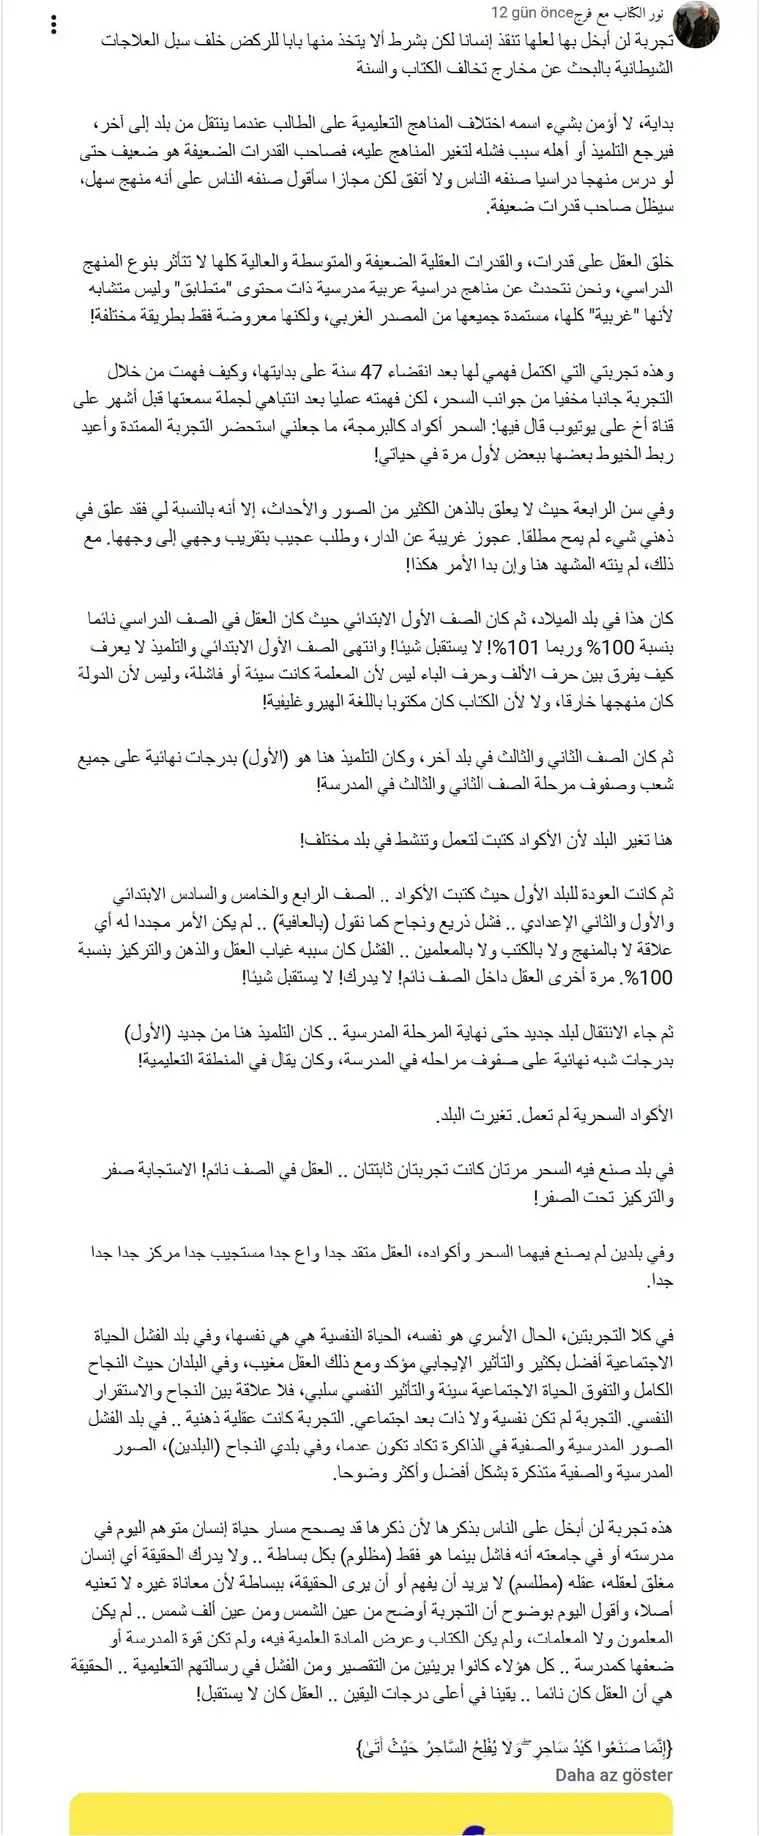 نور الكتاب مع فرج12 gün önce
تجربة لن أبخل بها لعلها تنقذ إنسانا لكن بشرط ألا يتخذ منها بابا للركض خلف سبل العلاجات
الشيطانية بالبحث عن مخارج تخالف الكتاب والسنة
بداية، لا أؤمن بشيء اسمه اختلاف المناهج التعليمية على الطالب عندما ينتقل من بلد إلى آخر،
فيرجع التلميذ أو أهله سبب فشله لتغير المناهج عليه، فصاحب القدرات الضعيفة هو ضعيف حتى
لو درس منهجا دراسيا صنفه الناس ولا أتفق لكن مجازا سأقول صنفه الناس على أنه منهج سهل،
سيظل صاحب قدرات ضعيفة.
خلق العقل على قدرات، والقدرات العقلية الضعيفة والمتوسطة والعالية كلها لا تتأثر بنوع المنهج
الدراسي، ونحن نتحدث عن مناهج دراسية عربية مدرسية ذات محتوى "متطابق" وليس متشابه
لأنها "غربية" كلها، مستمدة جميعها من المصدر الغربي، ولكنها معروضة فقط بطريقة مختلفة!
وهذه تجربتي التي اكتمل فهمي لها بعد انقضاء 47 سنة على بدايتها، وكيف فهمت من خلال
التجربة جانبا مخفيا من جوانب السحر، لكن فهمته عمليا بعد انتباهي لجملة سمعتها قبل أشهر على
قناة أخ على يوتيوب قال فيها: السحر أكواد كالبرمجة، ما جعلني استحضر التجربة الممتدة وأعيد
ربط الخيوط بعضها ببعض لأول مرة في حياتي!
وفي سن الرابعة حيث لا يعلق بالذهن الكثير من الصور والأحداث، إلا أنه بالنسبة لي فقد علق في
ذهني شيء لم يمح مطلقا. عجوز غريبة عن الدار، وطلب عجيب بتقريب وجهي إلى وجهها. مع
ذلك، لم ينته المشهد هنا وإن بدا الأمر هكذا!
كان هذا في بلد الميلاد، ثم كان الصف الأول الابتدائي حيث كان العقل في الصف الدراسي نائما
بنسبة 100% وربما 101%! لا يستقبل شيئا! وانتهى الصف الأول الابتدائي والتلميذ لا يعرف
كيف يفرق بين حرف الألف وحرف الباء ليس لأن المعلمة كانت سيئة أو فاشلة، وليس لأن الدولة
كان منهجها خارقا، ولا لأن الكتاب كان مكتوبا باللغة الهيروغليفية!
ثم كان الصف الثاني والثالث في بلد آخر، وكان التلميذ هنا هو (الأول) بدرجات نهائية على جميع
شعب وصفوف مرحلة الصف الثاني والثالث في المدرسة!
هنا تغير البلد لأن الأكواد كتبت لتعمل وتنشط في بلد مختلف!
ثم كانت العودة للبلد الأول حيث كتبت الأكواد .. الصف الرابع والخامس والسادس الابتدائي
والأول والثاني الإعدادي .. فشل ذريع ونجاح كما نقول (بالعافية) .. لم يكن الأمر مجددا له أي
علاقة لا بالمنهج ولا بالكتب ولا بالمعلمين .. الفشل كان سببه غياب العقل والذهن والتركيز بنسبة
100%. مرة أخرى العقل داخل الصف نائم! لا يدرك! لا يستقبل شيئا!
ثم جاء الانتقال لبلد جديد حتى نهاية المرحلة المدرسية .. كان التلميذ هنا من جديد (الأول)
بدرجات شبه نهائية على صفوف مراحله في المدرسة، وكان يقال في المنطقة التعليمية!
الأكواد السحرية لم تعمل. تغيرت البلد.
في بلد صنع فيه السحر مرتان كانت تجربتان ثابتتان .. العقل في الصف نائم! الاستجابة صفر
والتركيز تحت الصفر!
وفي بلدين لم يصنع فيهما السحر وأكواده، العقل متقد جدا واع جدا مستجيب جدا مركز جدا جدا
جدا.
في كلا التجربتين، الحال الأسري هو نفسه، الحياة النفسية هي هي نفسها، وفي بلد الفشل الحياة
الاجتماعية أفضل بكثير والتأثير الإيجابي مؤكد ومع ذلك العقل مغيب، وفي البلدان حيث النجاح
الكامل والتفوق الحياة الاجتماعية سيئة والتأثير النفسي سلبي، فلا علاقة بين النجاح والاستقرار
النفسي. التجربة لم تكن نفسية ولا ذات بعد اجتماعي. التجربة كانت عقلية ذهنية .. في بلد الفشل
الصور المدرسية والصفية في الذاكرة تكاد تكون عدما، وفي بلدي النجاح (البلدين)، الصور
المدرسية والصفية متذكرة بشكل أفضل وأكثر وضوحا.
هذه تجربة لن أبخل على الناس بذكرها لأن ذكرها قد يصحح مسار حياة إنسان متوهم اليوم في
مدرسته أو في جامعته أنه فاشل بينما هو فقط (مظلوم) بكل بساطة .. ولا يدرك الحقيقة أي إنسان
مغلق لعقله، عقله (مطلسم) لا يريد أن يفهم أو أن يرى الحقيقة، ببساطة لأن معاناة غيره لا تعنيه
أصلا، وأقول اليوم بوضوح أن التجربة أوضح من عين الشمس ومن عين ألف شمس .. لم يكن
المعلمون ولا المعلمات، ولم يكن الكتاب وعرض المادة العلمية فيه، ولم تكن قوة المدرسة أو
ضعفها كمدرسة .. كل هؤلاء كانوا بريئين من التقصير ومن الفشل في رسالتهم التعليمية .. الحقيقة
هي أن العقل كان نائما .. يقينا في أعلى درجات اليقين .. العقل كان لا يستقبل!
{إِنَّمَا صَنَعُوا كَيْدُ سَاحِرٍ ۖ وَلَا يُفْلِحُ السَّاحِرُ حَيْثُ أَتَىٰ}
Daha az göster